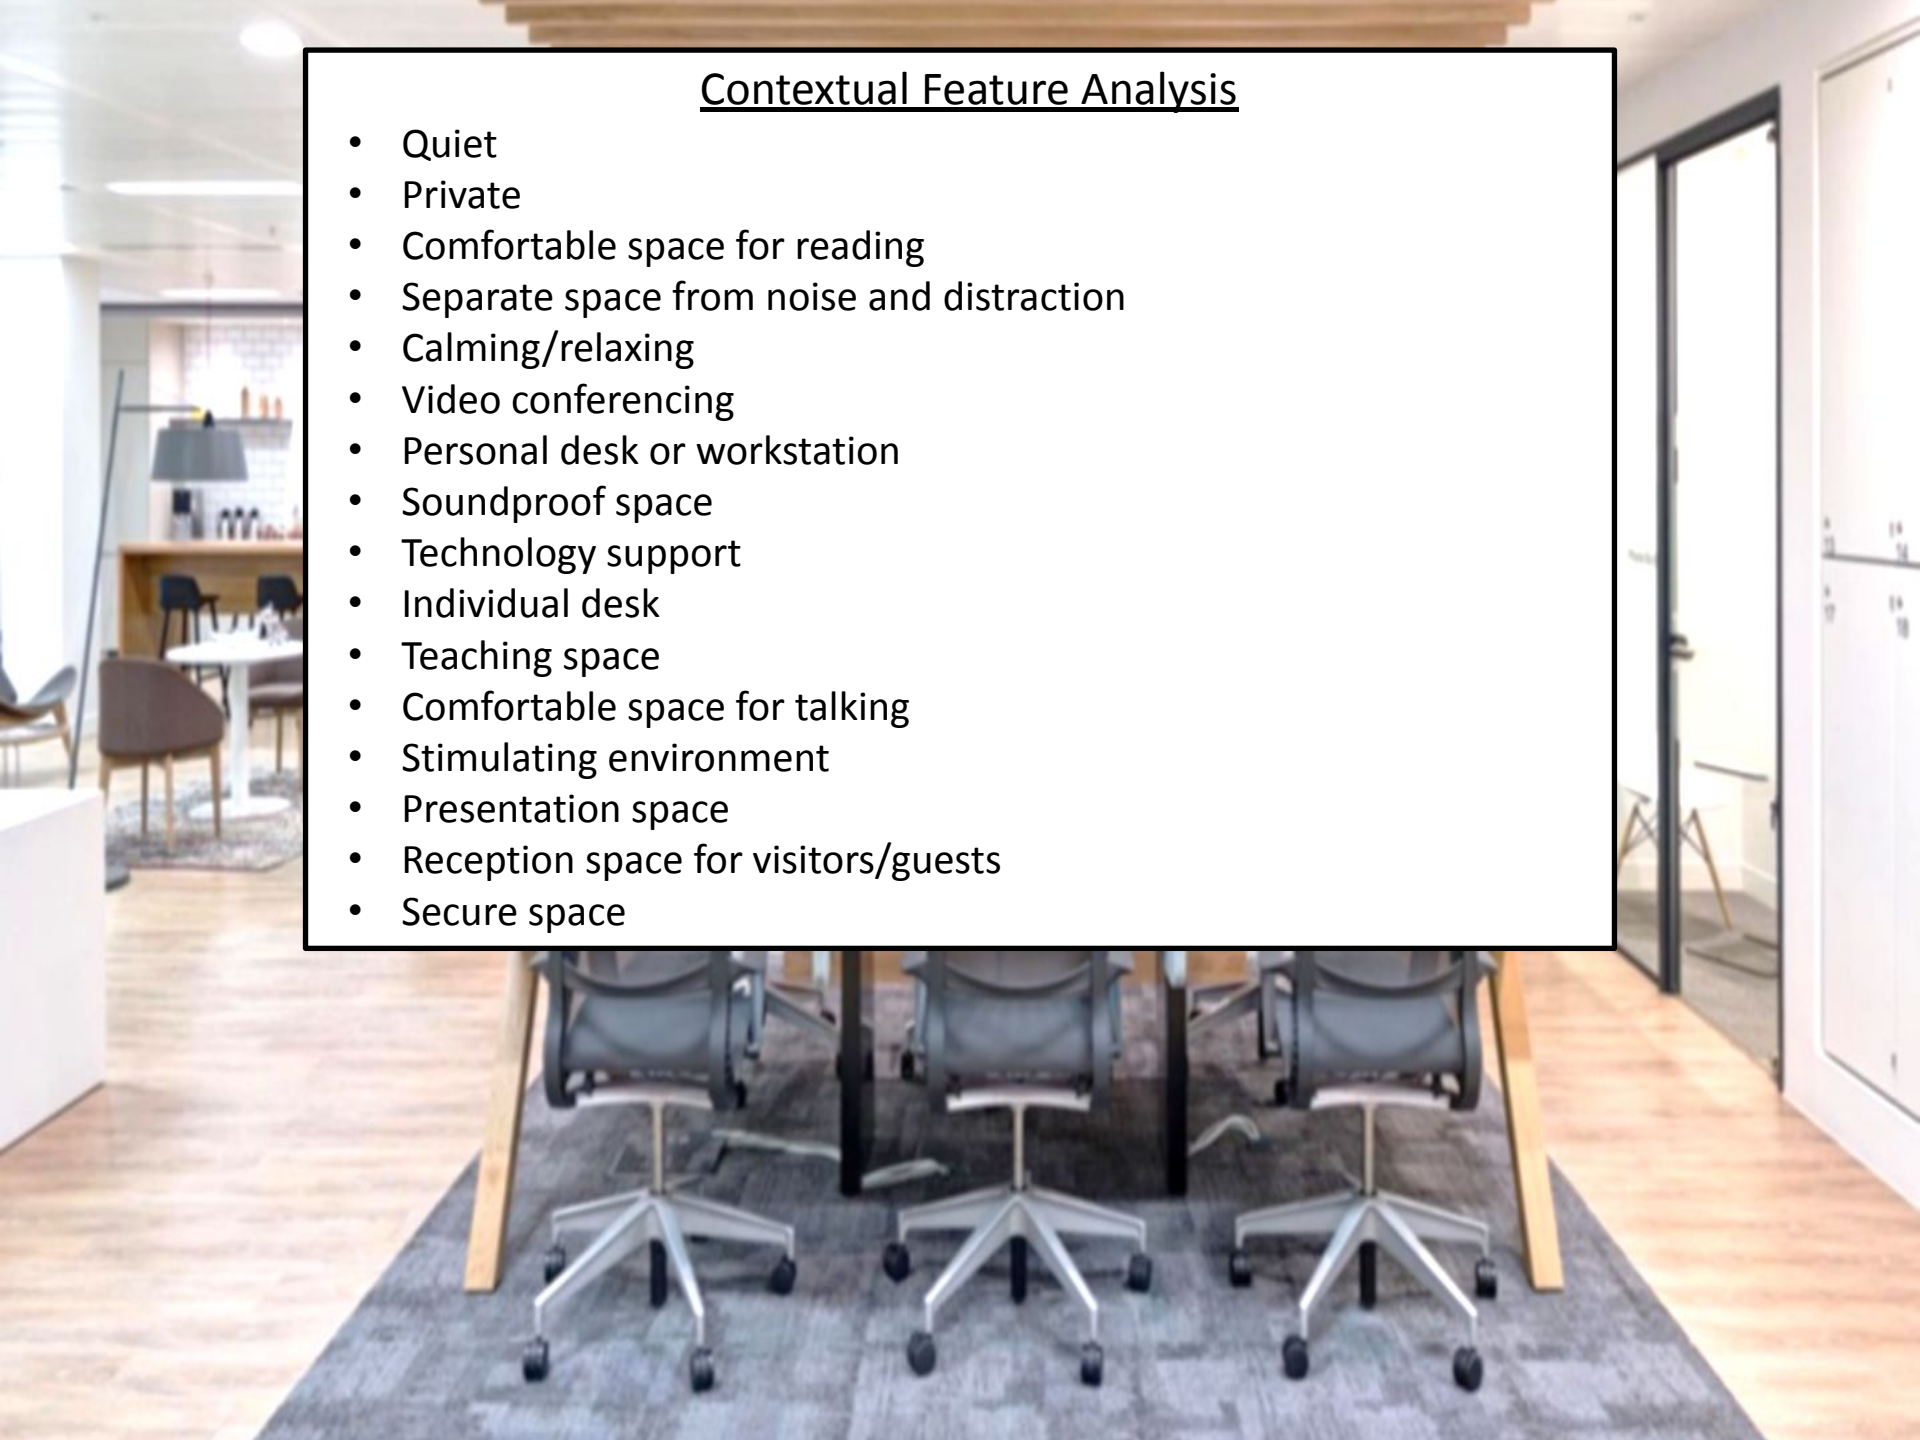 Contextual Feature Analysis
• Quiet
• Private
• Comfortable space for reading
• Separate space from noise and distraction
• Calming/relaxing
• Video conferencing
• Personal desk or workstation
• Soundproof space
• Technology support
• Individual desk
• Teaching space
• Comfortable space for talking
• Stimulating environment
• Presentation space
• Reception space for visitors/guests
• Secure space